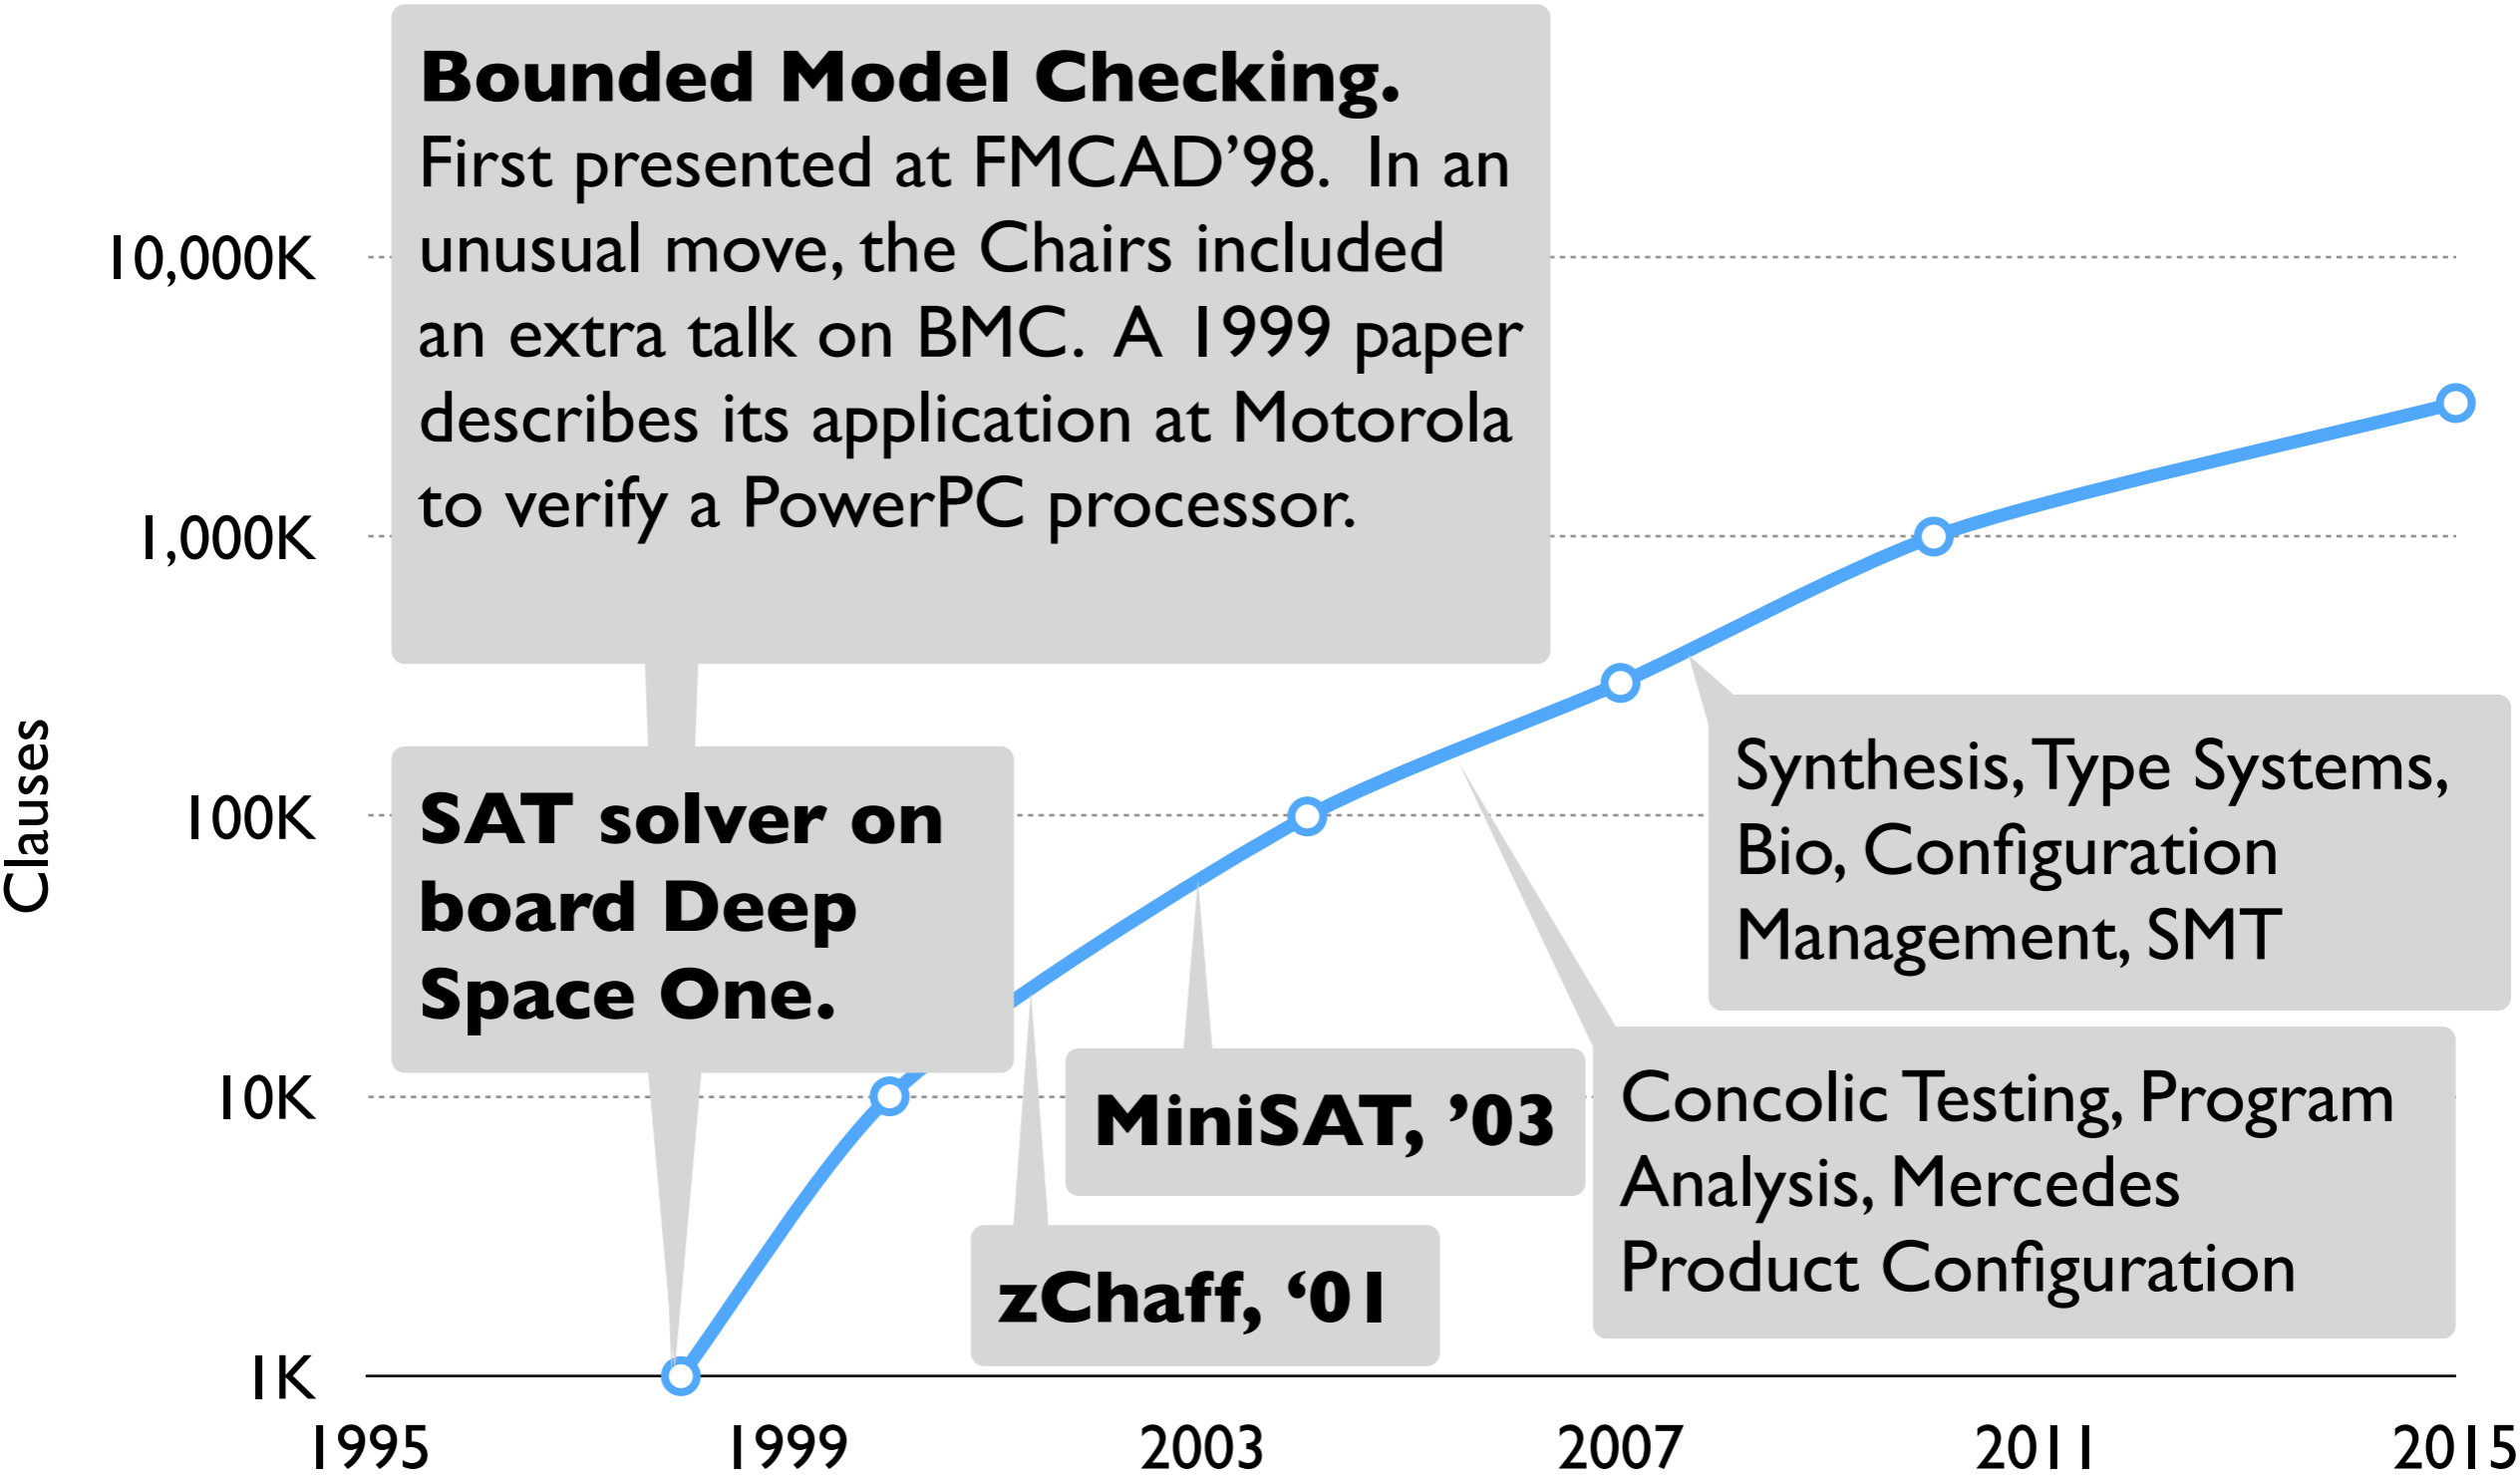 Bounded Model Checking.
First presented at FMCAD’98. In an
unusual move, the Chairs included
an extra talk on BMC. A 1999 paper
describes its application at Motorola
to verify a PowerPC processor.
10,000K
1,000K
100K
10K
1K
Clauses
SAT solver on
board Deep
Space One.
Synthesis, Type Systems,
Bio, Configuration
Management, SMT
MiniSAT, ’03
Concolic Testing, Program
Analysis, Mercedes
Product Configuration
zChaff, ‘01
1995 1999 2003 2007 2011 2015